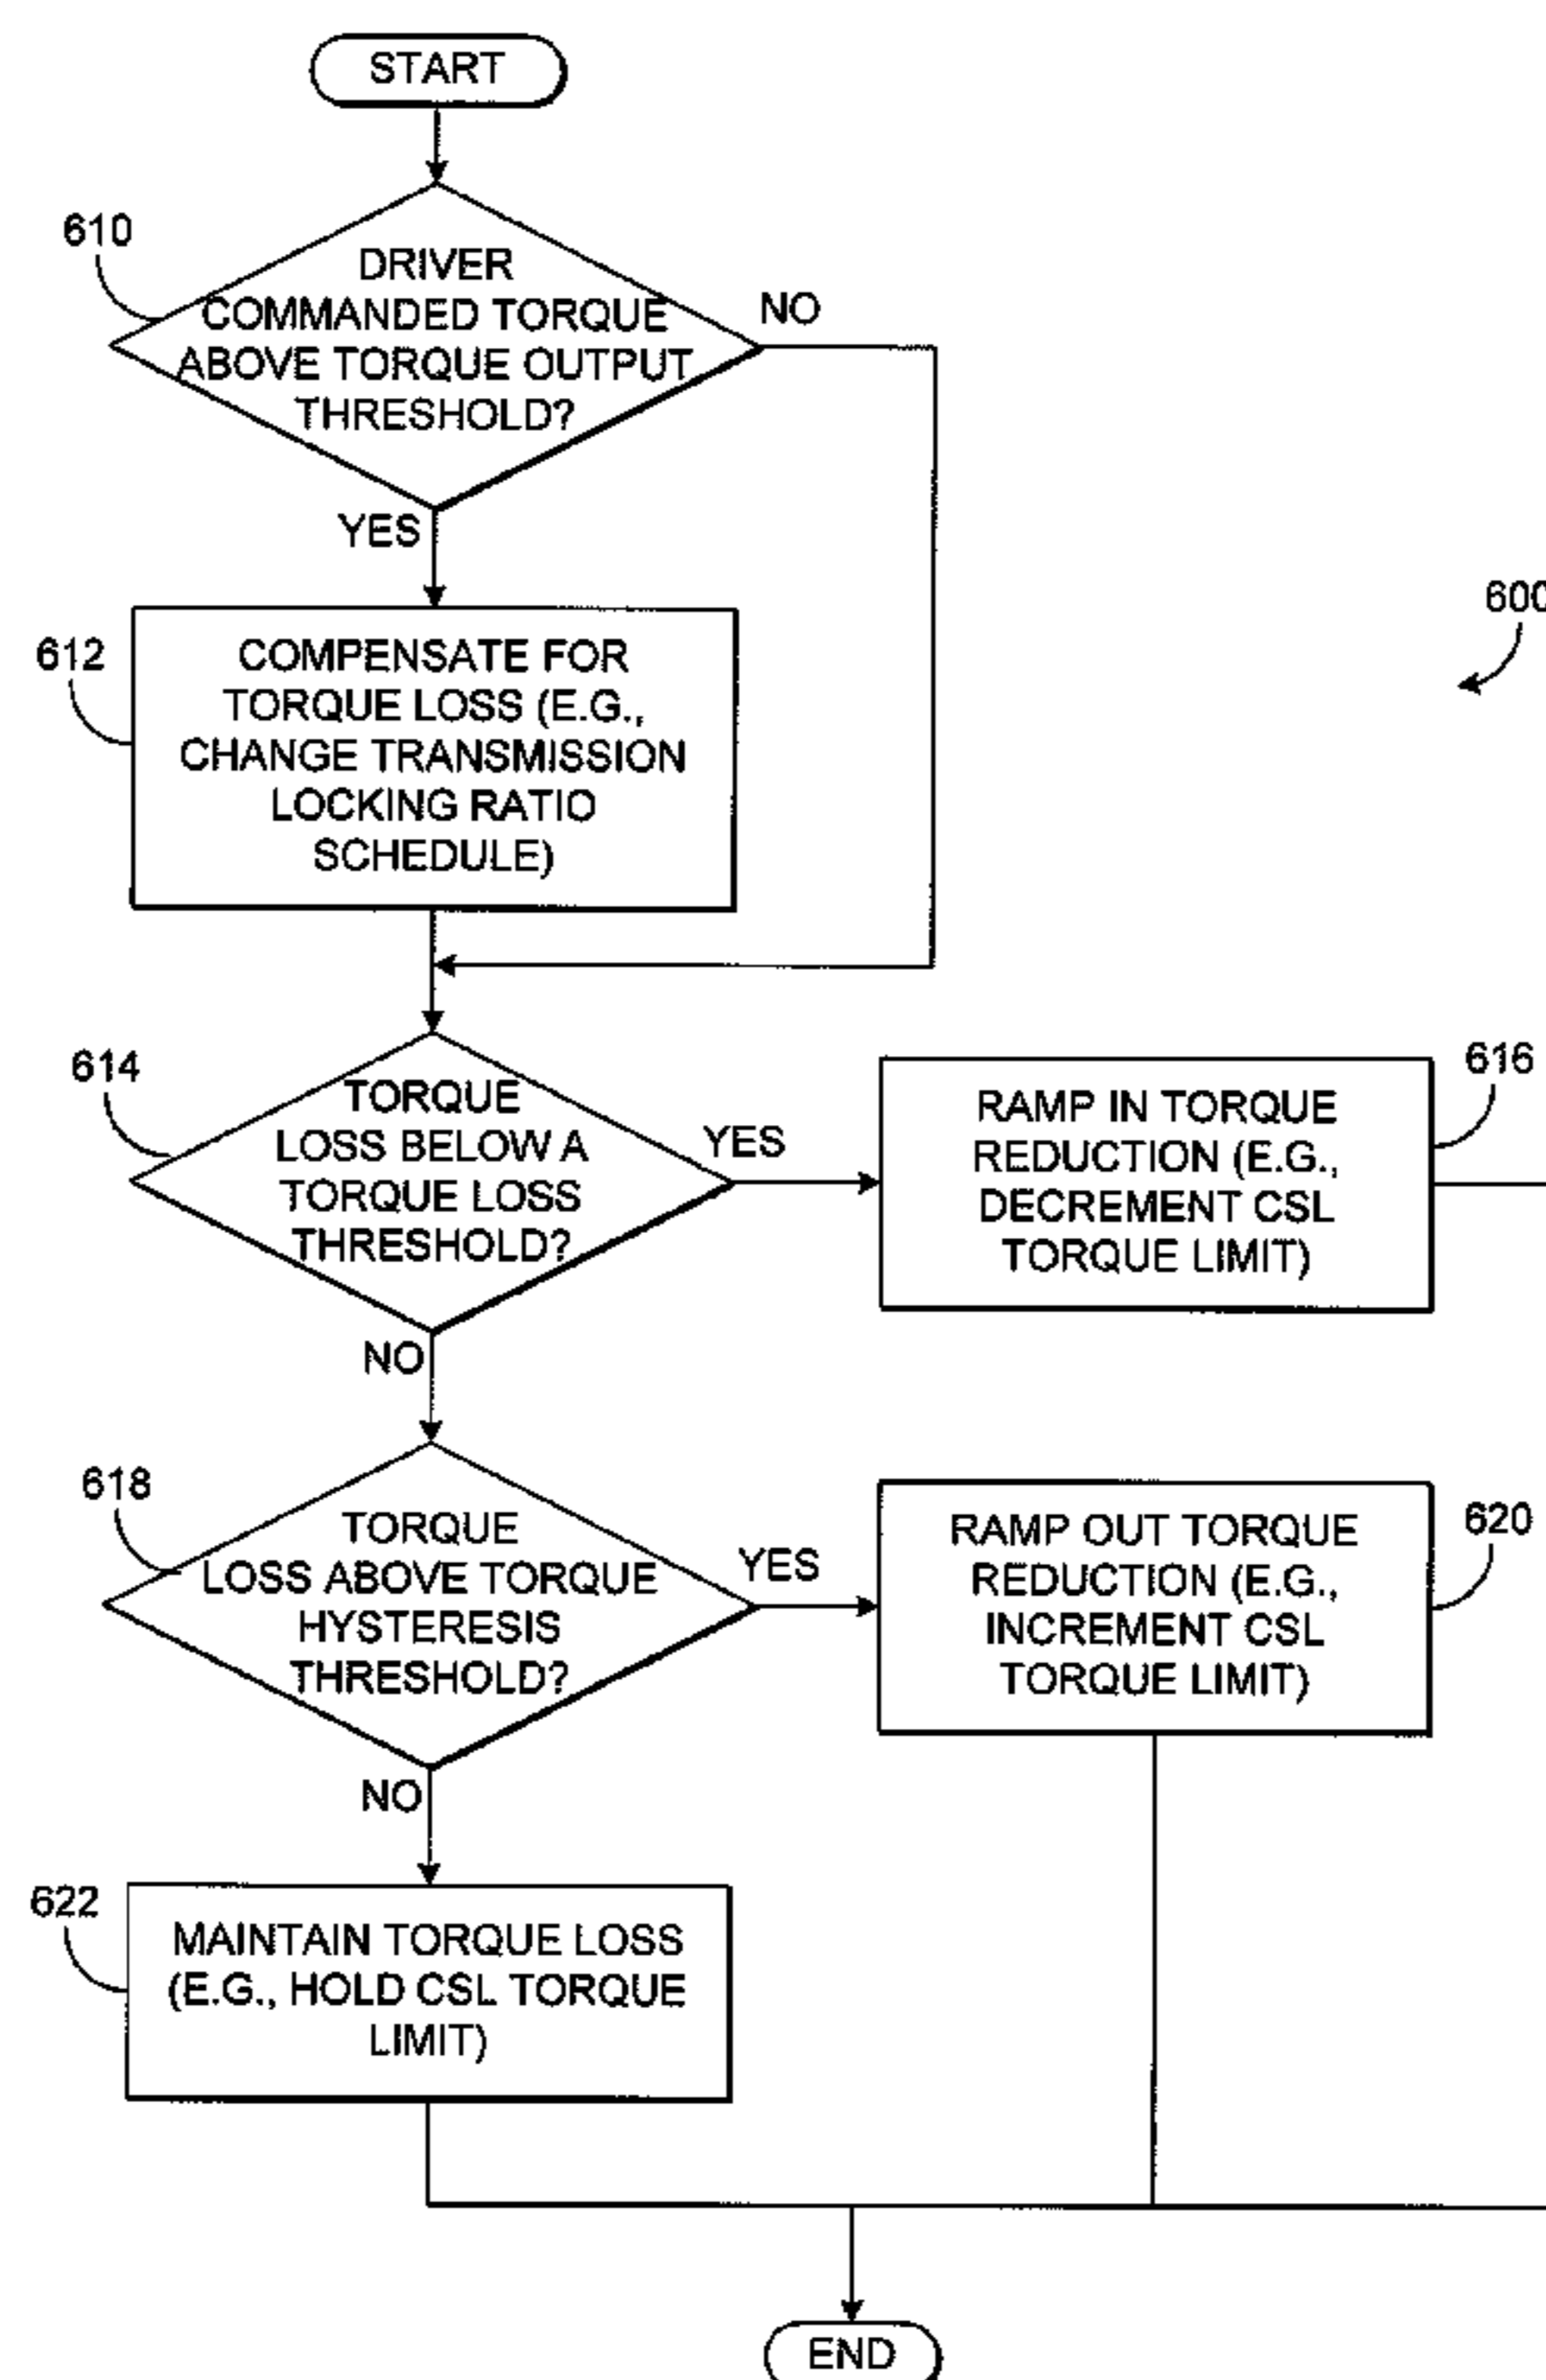 START
610
DRIVER
COMMANDED TORQUE
ABOVE TORQUE OUTPUT
THRESHOLD?
NO
YES
600
612
COMPENSATE FOR
TORQUE LOSS (E.G.,
CHANGE TRANSMISSION
LOCKING RATIO
SCHEDULE)
614
TORQUE
LOSS BELOW A
TORQUE LOSS
THRESHOLD?
YES
616
RAMP IN TORQUE
REDUCTION (E.G.,
DECREMENT CSL
TORQUE LIMIT)
NO
618
TORQUE
LOSS ABOVE TORQUE
HYSTERESIS
THRESHOLD?
YES
620
RAMP OUT TORQUE
REDUCTION (E.G.,
INCREMENT CSL
TORQUE LIMIT)
NO
622
MAINTAIN TORQUE LOSS
(E.G., HOLD CSL TORQUE
LIMIT)
END